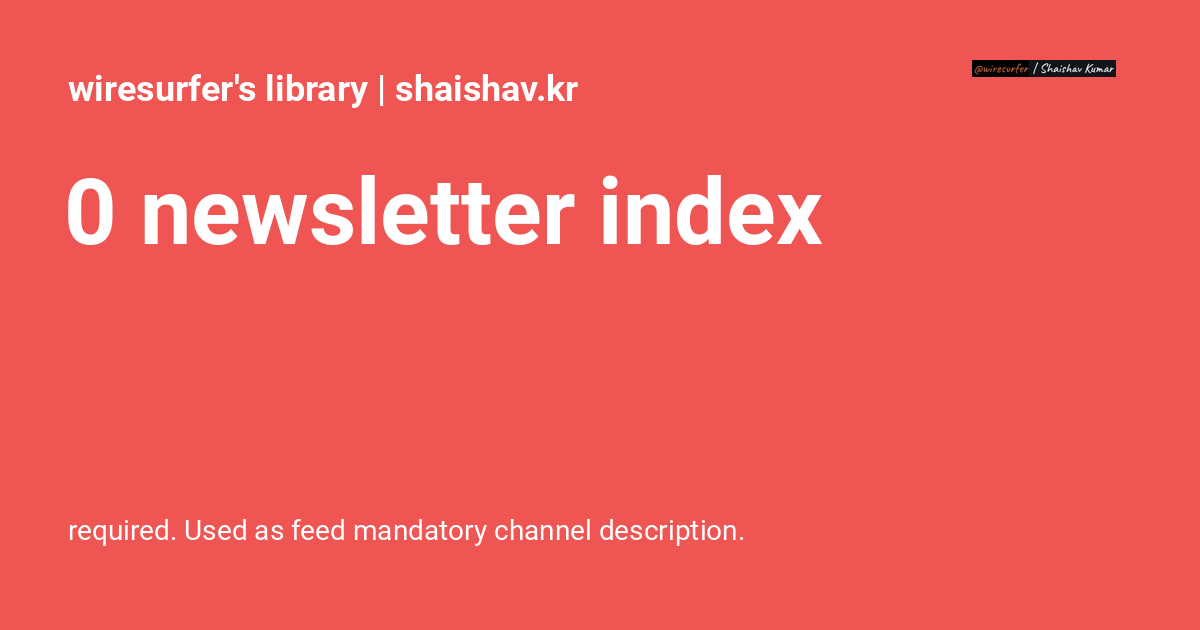 wiresurfer's library | shaishav.kr
@wiresurfer | Shaishav Kumar
0 newsletter index
required. Used as feed mandatory channel description.